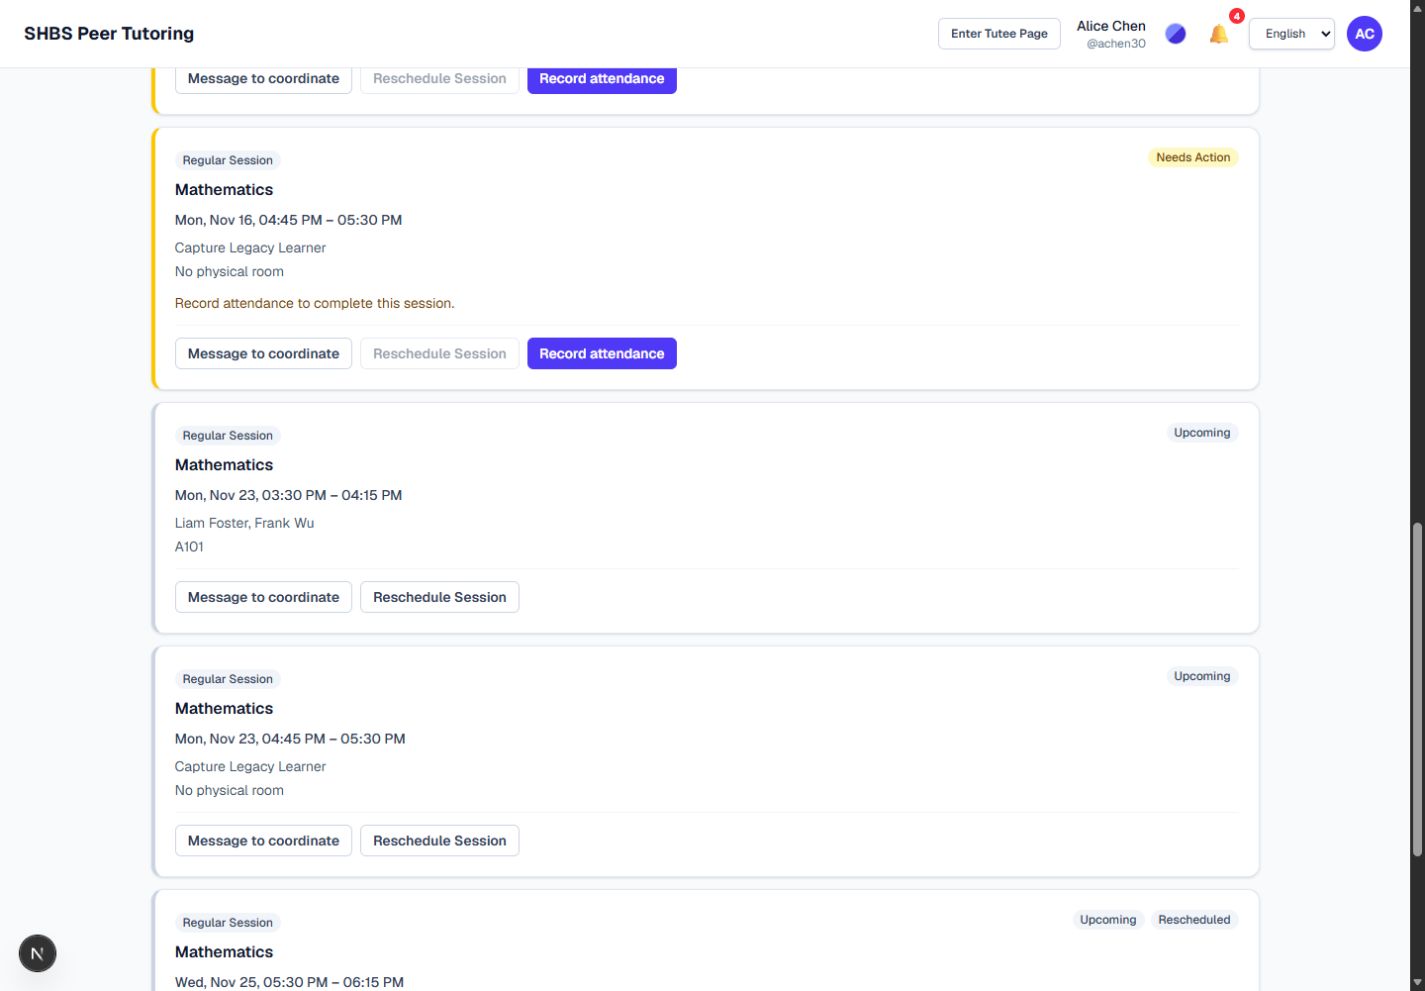 SHBS Peer Tutoring
Enter Tutee Page
Alice Chen
@achen30
4
English
AC
Message to coordinate
Reschedule Session
Record attendance
Regular Session
Needs Action
Mathematics
Mon, Nov 16, 04:45 PM – 05:30 PM
Capture Legacy Learner
No physical room
Record attendance to complete this session.
Message to coordinate
Reschedule Session
Record attendance
Regular Session
Upcoming
Mathematics
Mon, Nov 23, 03:30 PM – 04:15 PM
Liam Foster, Frank Wu
A101
Message to coordinate
Reschedule Session
Regular Session
Upcoming
Mathematics
Mon, Nov 23, 04:45 PM – 05:30 PM
Capture Legacy Learner
No physical room
Message to coordinate
Reschedule Session
Regular Session
Upcoming
Rescheduled
Mathematics
Wed, Nov 25, 05:30 PM – 06:15 PM
N